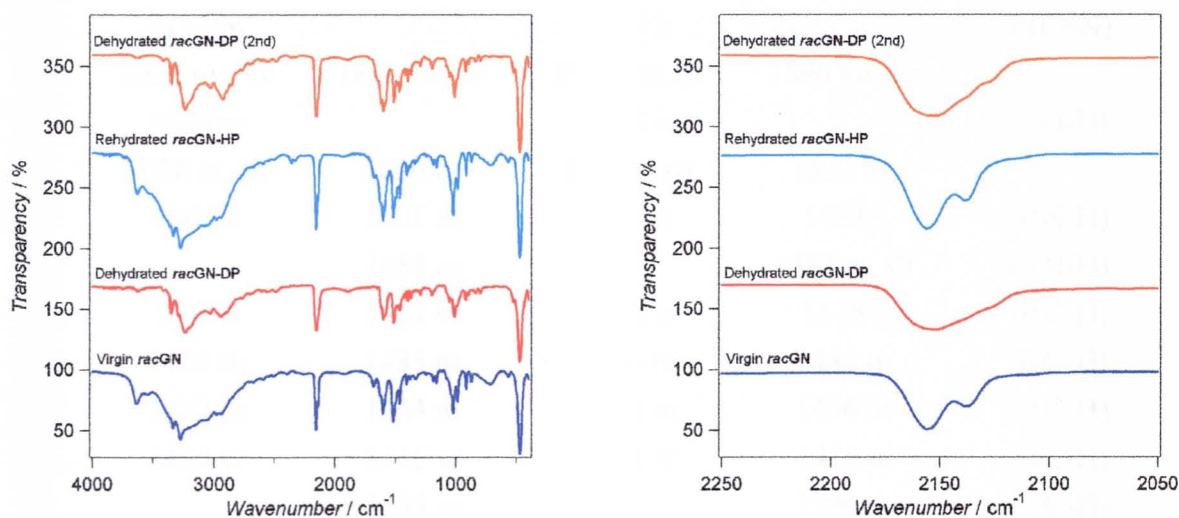 Dehydrated racGN-DP (2nd)
Rehydrated racGN-HP
Dehydrated racGN-DP
Virgin racGN
Transparency / %
350
300
250
200
150
100
50
4000
3000
2000
1000
Wavenumber / cm-1
Dehydrated racGN-DP (2nd)
Rehydrated racGN-HP
Dehydrated racGN-DP
Virgin racGN
Transparency / %
350
300
250
200
150
100
50
2250
2200
2150
2100
2050
Wavenumber / cm-1